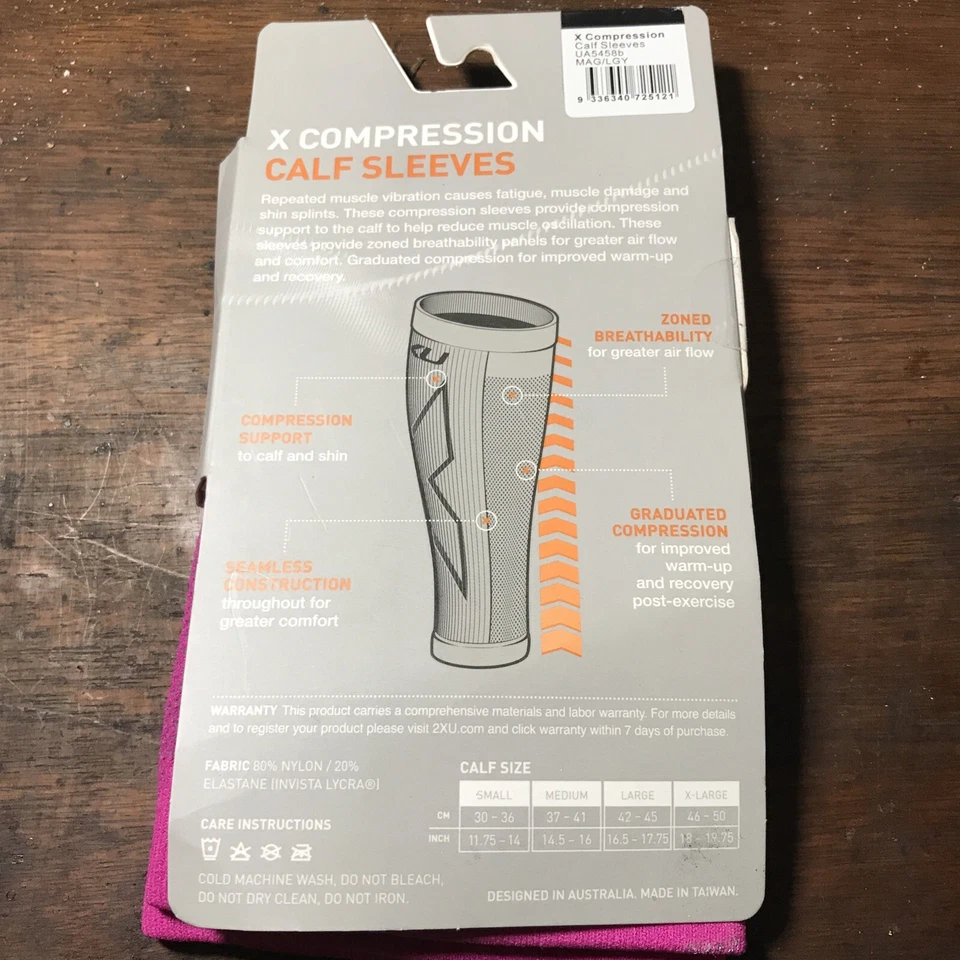 X Compression
Calf Sleeves
UA5458b
MAG/LGY
9 336340 725121
X COMPRESSION
CALF SLEEVES
Repeated muscle vibration causes fatigue, muscle damage and
shin splints. These compression sleeves provide compression
support to the calf to help reduce muscle oscillation. These
sleeves provide zoned breathability panels for greater air flow
and comfort. Graduated compression for improved warm-up
and recovery.
ZONED
BREATHABILITY
for greater air flow
COMPRESSION
SUPPORT
to calf and shin
GRADUATED
COMPRESSION
for improved
warm-up
and recovery
post-exercise
SEAMLESS
CONSTRUCTION
throughout for
greater comfort
WARRANTY This product carries a comprehensive materials and labor warranty. For more details
and to register your product please visit 2XU.com and click warranty within 7 days of purchase.
FABRIC 80% NYLON / 20%
ELASTANE (INVISTA LYCRA®)
CARE INSTRUCTIONS
COLD MACHINE WASH, DO NOT BLEACH,
DO NOT DRY CLEAN, DO NOT IRON.
CALF SIZE
SMALL MEDIUM LARGE X-LARGE
CM 30 - 36 37 - 41 42 - 45 46 - 50
INCH 11.75 - 14 14.5 - 16 16.5 - 17.75 18 - 19.75
DESIGNED IN AUSTRALIA. MADE IN TAIWAN.